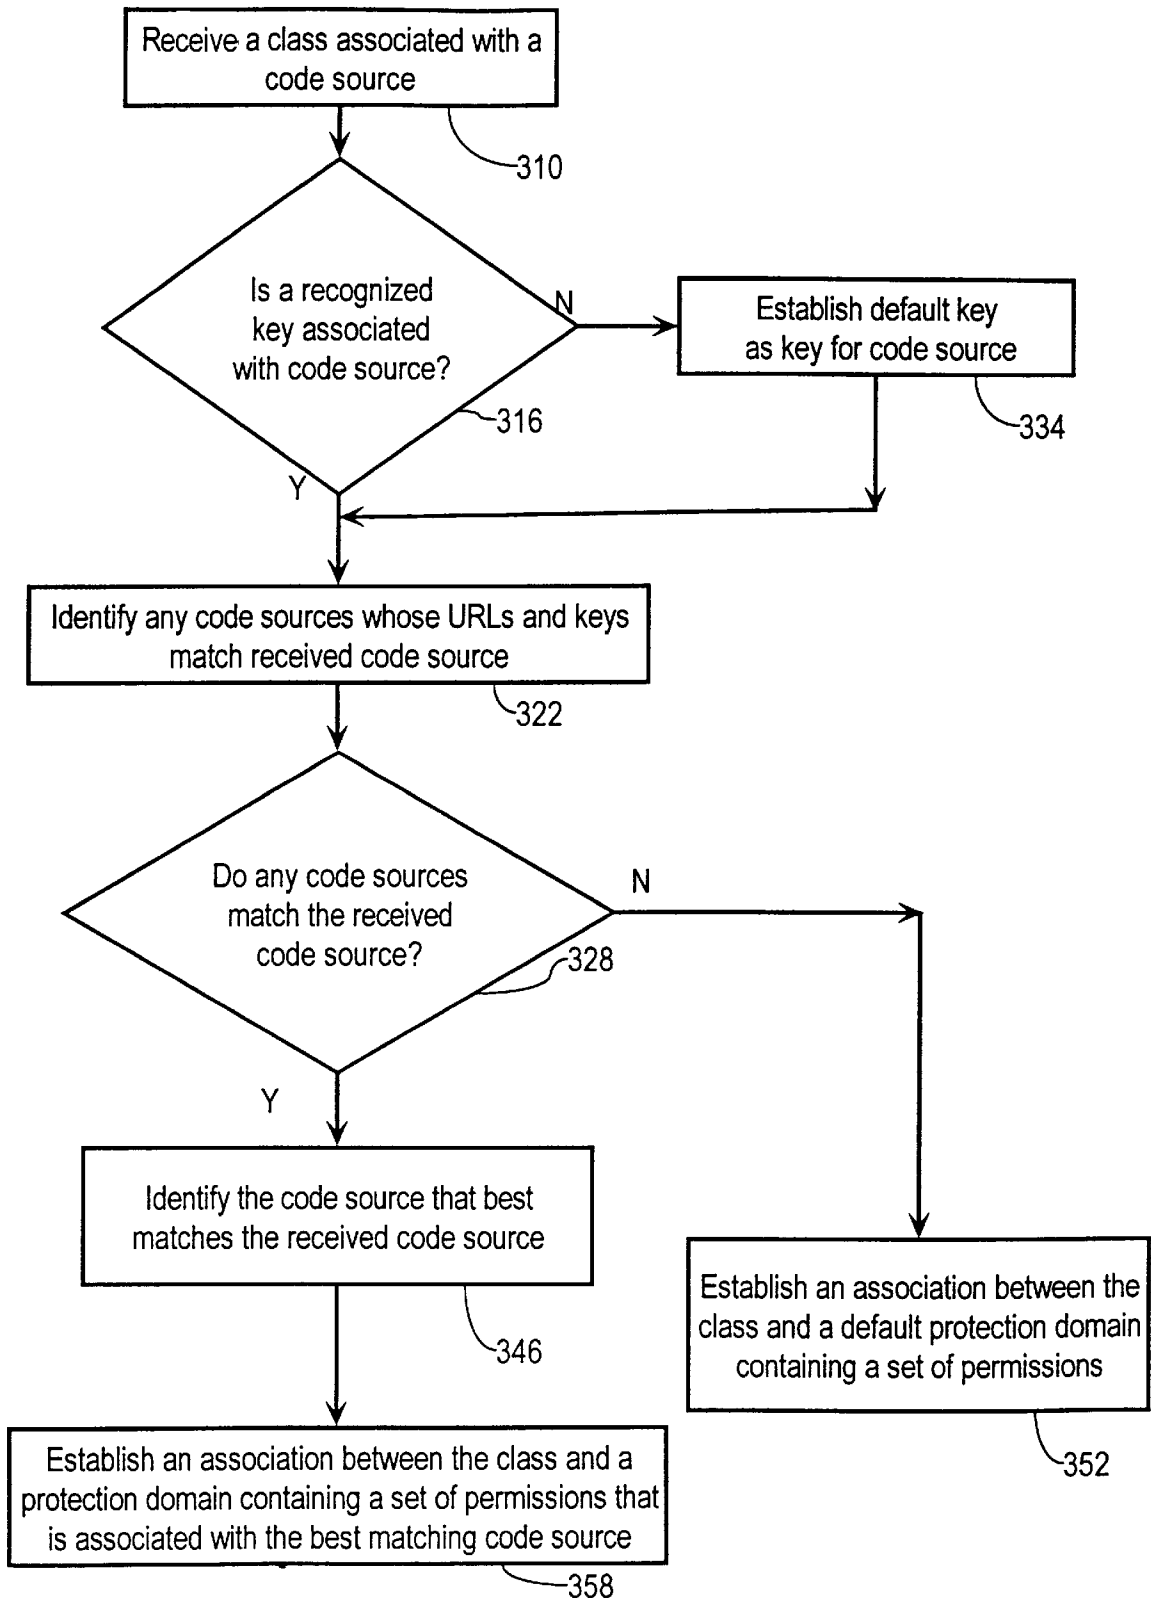 Receive a class associated with a
code source
310
Is a recognized
key associated
with code source?
N
316
Y
Establish default key
as key for code source
334
Identify any code sources whose URLs and keys
match received code source
322
Do any code sources
match the received
code source?
N
328
Y
Identify the code source that best
matches the received code source
346
Establish an association between the
class and a default protection domain
containing a set of permissions
352
Establish an association between the class and a
protection domain containing a set of permissions that
is associated with the best matching code source
358